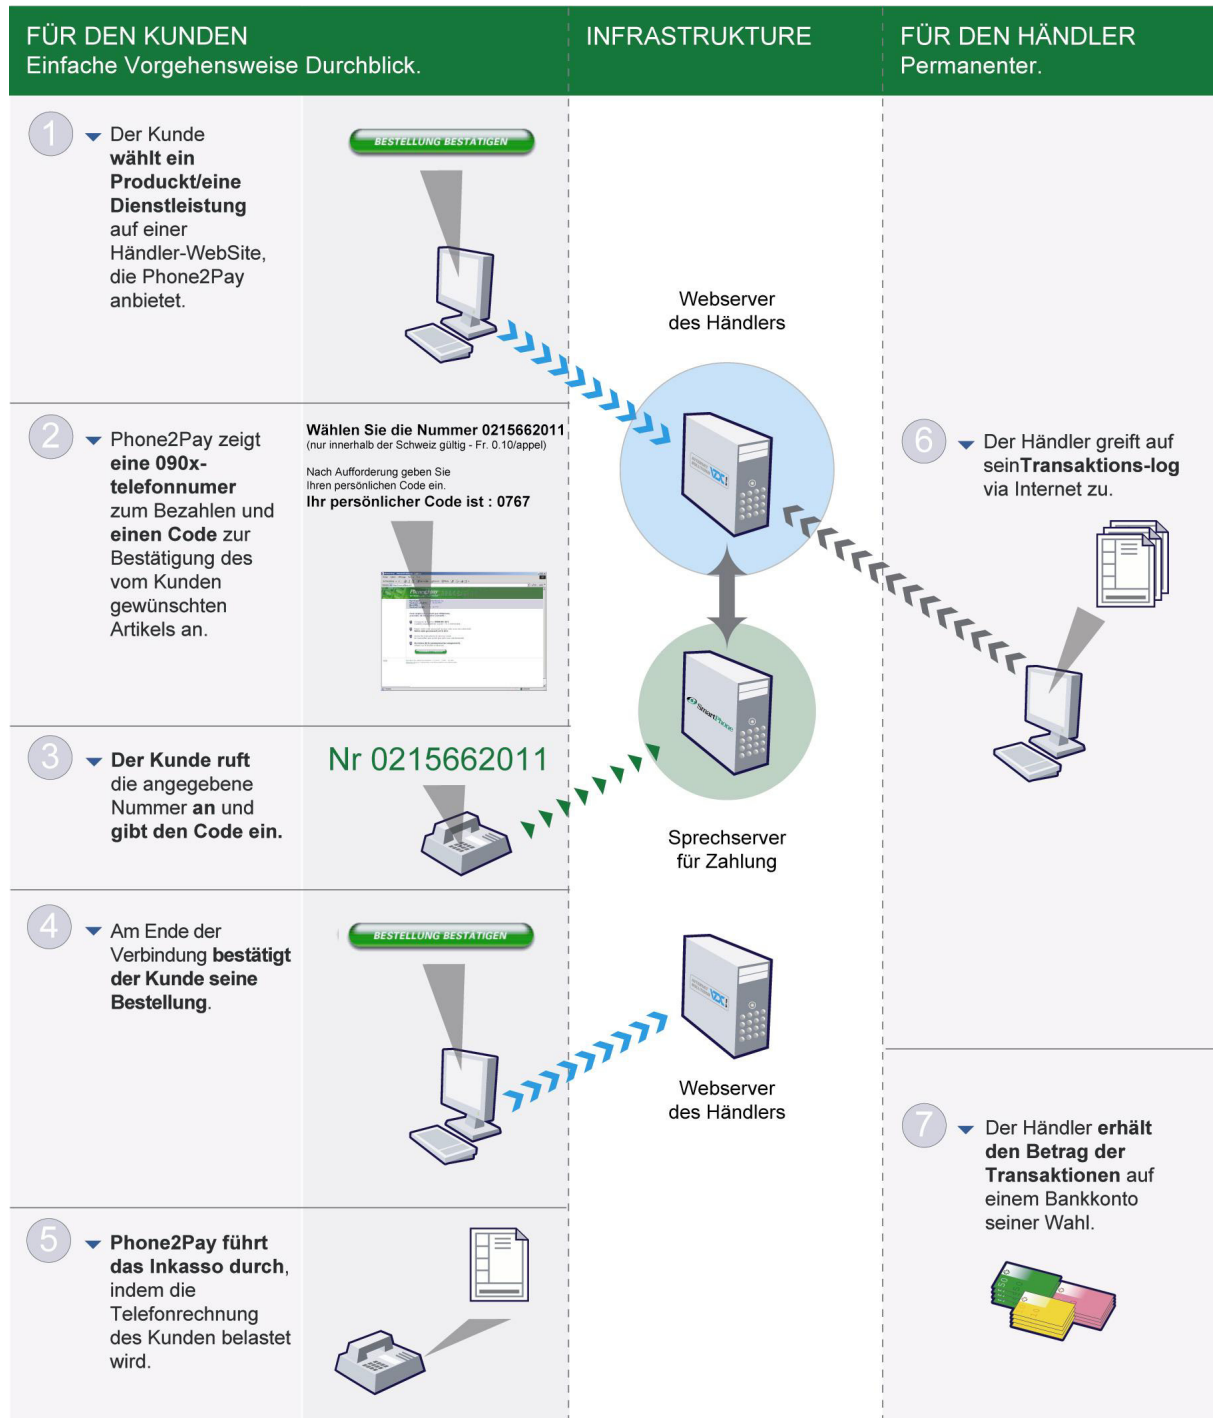 FÜR DEN KUNDEN
Einfache Vorgehensweise Durchblick.
INFRASTRUKTURE
FÜR DEN HÄNDLER
Permanenter.
1
Der Kunde
wählt ein
Produckt/eine
Dienstleistung
auf einer
Händler-WebSite,
die Phone2Pay
anbietet.
BESTELLUNG BESTÄTIGEN
Webserver
des Händlers
2
Phone2Pay zeigt
eine 090x-
telefonnumer
zum Bezahlen und
einen Code zur
Bestätigung des
vom Kunden
gewünschten
Artikels an.
Wählen Sie die Nummer 0215662011
(nur innerhalb der Schweiz gültig - Fr. 0.10/appel)
Nach Aufforderung geben Sie
Ihren persönlichen Code ein.
Ihr persönlicher Code ist : 0767
3
Der Kunde ruft
die angegebene
Nummer an und
gibt den Code ein.
Nr 0215662011
SmartPhone
Sprechserver
für Zahlung
4
Am Ende der
Verbindung bestätigt
der Kunde seine
Bestellung.
BESTELLUNG BESTÄTIGEN
Webserver
des Händlers
5
Phone2Pay führt
das Inkasso durch,
indem die
Telefonrechnung
des Kunden belastet
wird.
6
Der Händler greift auf
seinTransaktions-log
via Internet zu.
7
Der Händler erhält
den Betrag der
Transaktionen auf
einem Bankkonto
seiner Wahl.